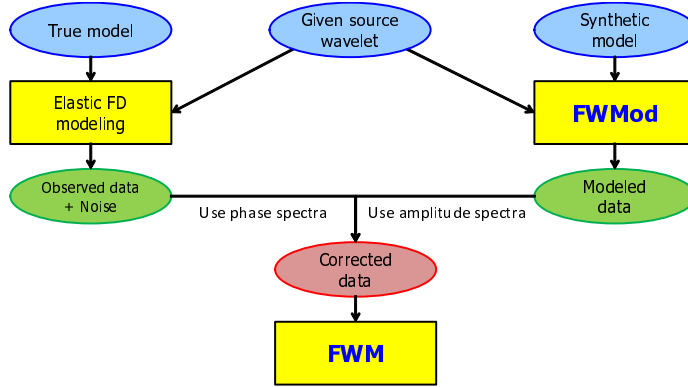 True model
Given source
wavelet
Synthetic
model
Elastic FD
modeling
FWMod
Observed data
+ Noise
Modeled
data
Use phase spectra
Use amplitude spectra
Corrected
data
FWM